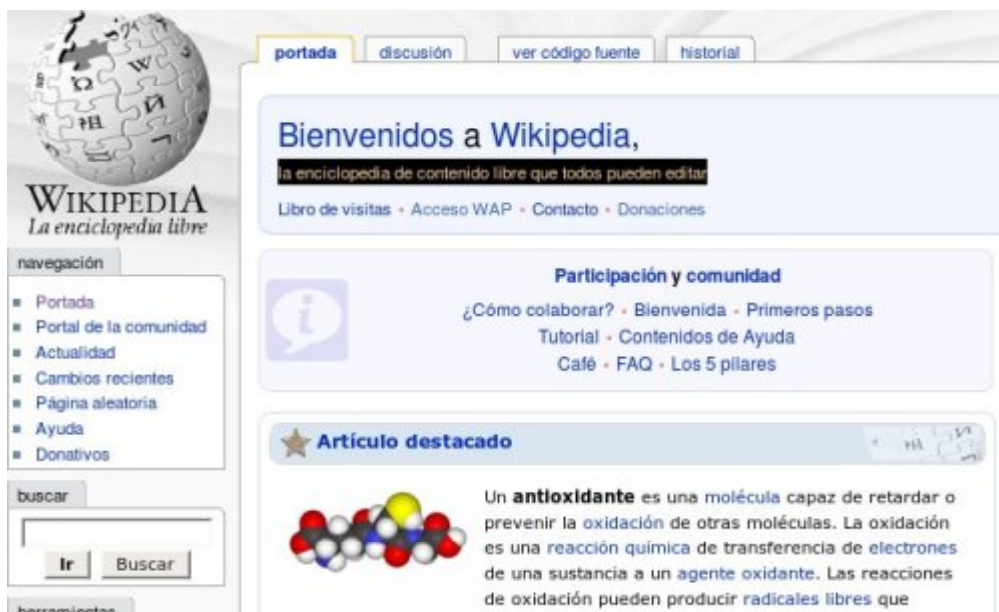 WIKIPEDIA
La enciclopedia libre
navegación
Portada
Portal de la comunidad
Actualidad
Cambios recientes
Página aleatoria
Ayuda
Donativos
buscar
Ir Buscar
herramientas
portada discusión ver código fuente historial
Bienvenidos a Wikipedia,
la enciclopedia de contenido libre que todos pueden editar
Libro de visitas • Acceso WAP • Contacto • Donaciones
Participación y comunidad
¿Cómo colaborar? • Bienvenida • Primeros pasos
Tutorial • Contenidos de Ayuda
Café • FAQ • Los 5 pilares
Artículo destacado
Un antioxidante es una molécula capaz de retardar o
prevenir la oxidación de otras moléculas. La oxidación
es una reacción química de transferencia de electrones
de una sustancia a un agente oxidante. Las reacciones
de oxidación pueden producir radicales libres que